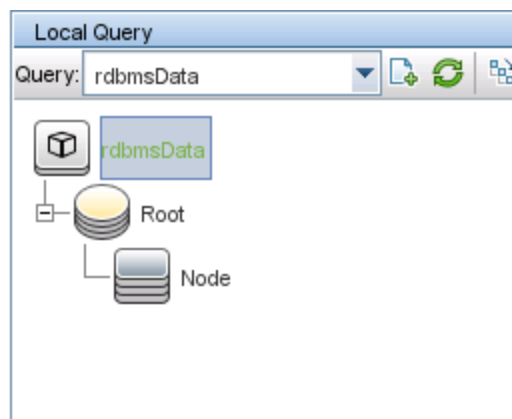 Local Query
Query: rdbmsData
rdbmsData
Root
Node